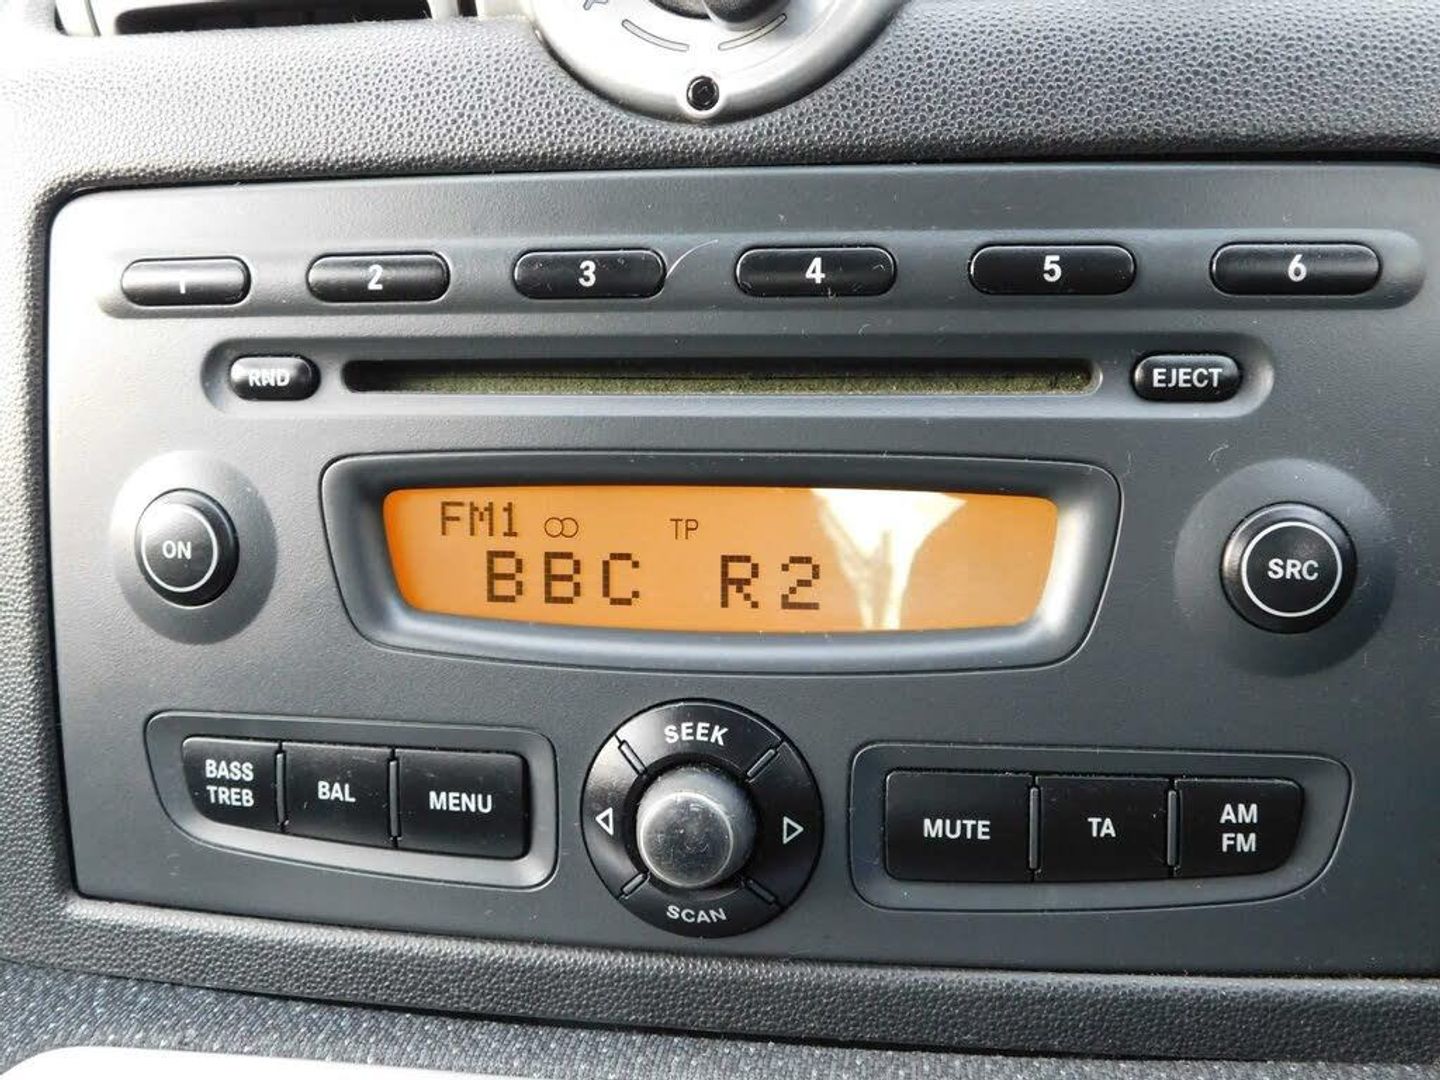 1 2 3 4 5 6
RND EJECT
FM1 TP
BBC R2
ON SRC
SEEK
BASS TREB
BAL
MENU
MUTE
TA
AM FM
SCAN